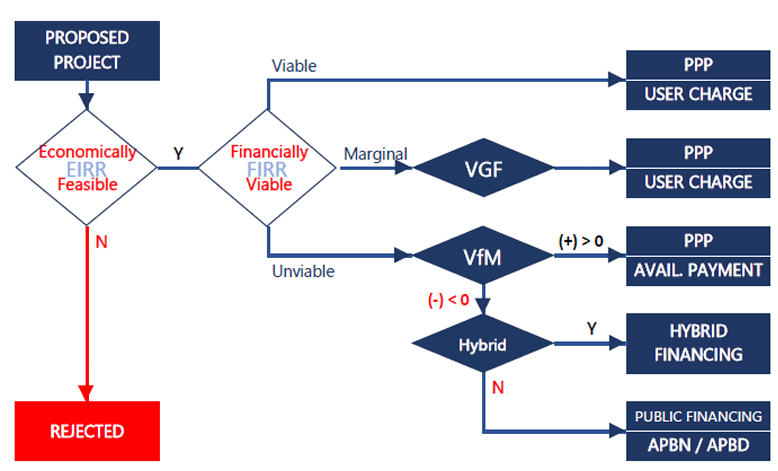 PROPOSED
PROJECT
Viable
PPP
USER CHARGE
Economically
EIRR
Feasible
Y
Financially
FIRR
Viable
Marginal
VGF
PPP
USER CHARGE
N
Unviable
VfM
(+) > 0
PPP
AVAIL. PAYMENT
(-) < 0
Hybrid
Y
HYBRID
FINANCING
N
REJECTED
PUBLIC FINANCING
APBN / APBD